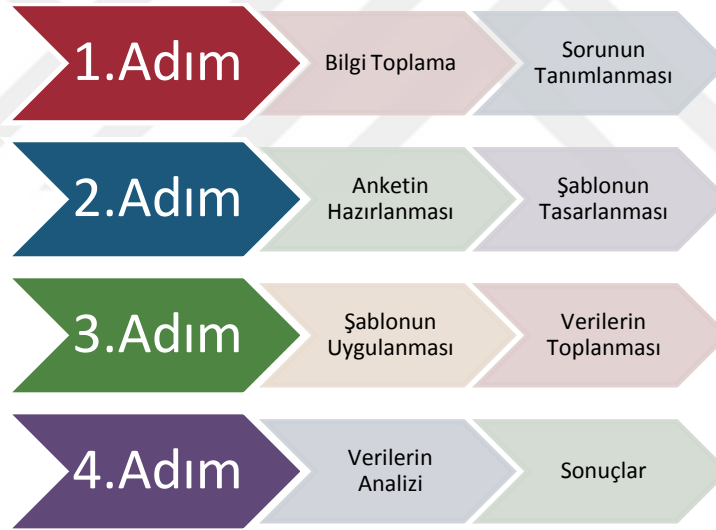 1.Adım
Bilgi Toplama
Sorunun
Tanımlanması
2.Adım
Anketin
Hazırlanması
Şablonun
Tasarlanması
3.Adım
Şablonun
Uygulanması
Verilerin
Toplanması
4.Adım
Verilerin
Analizi
Sonuçlar